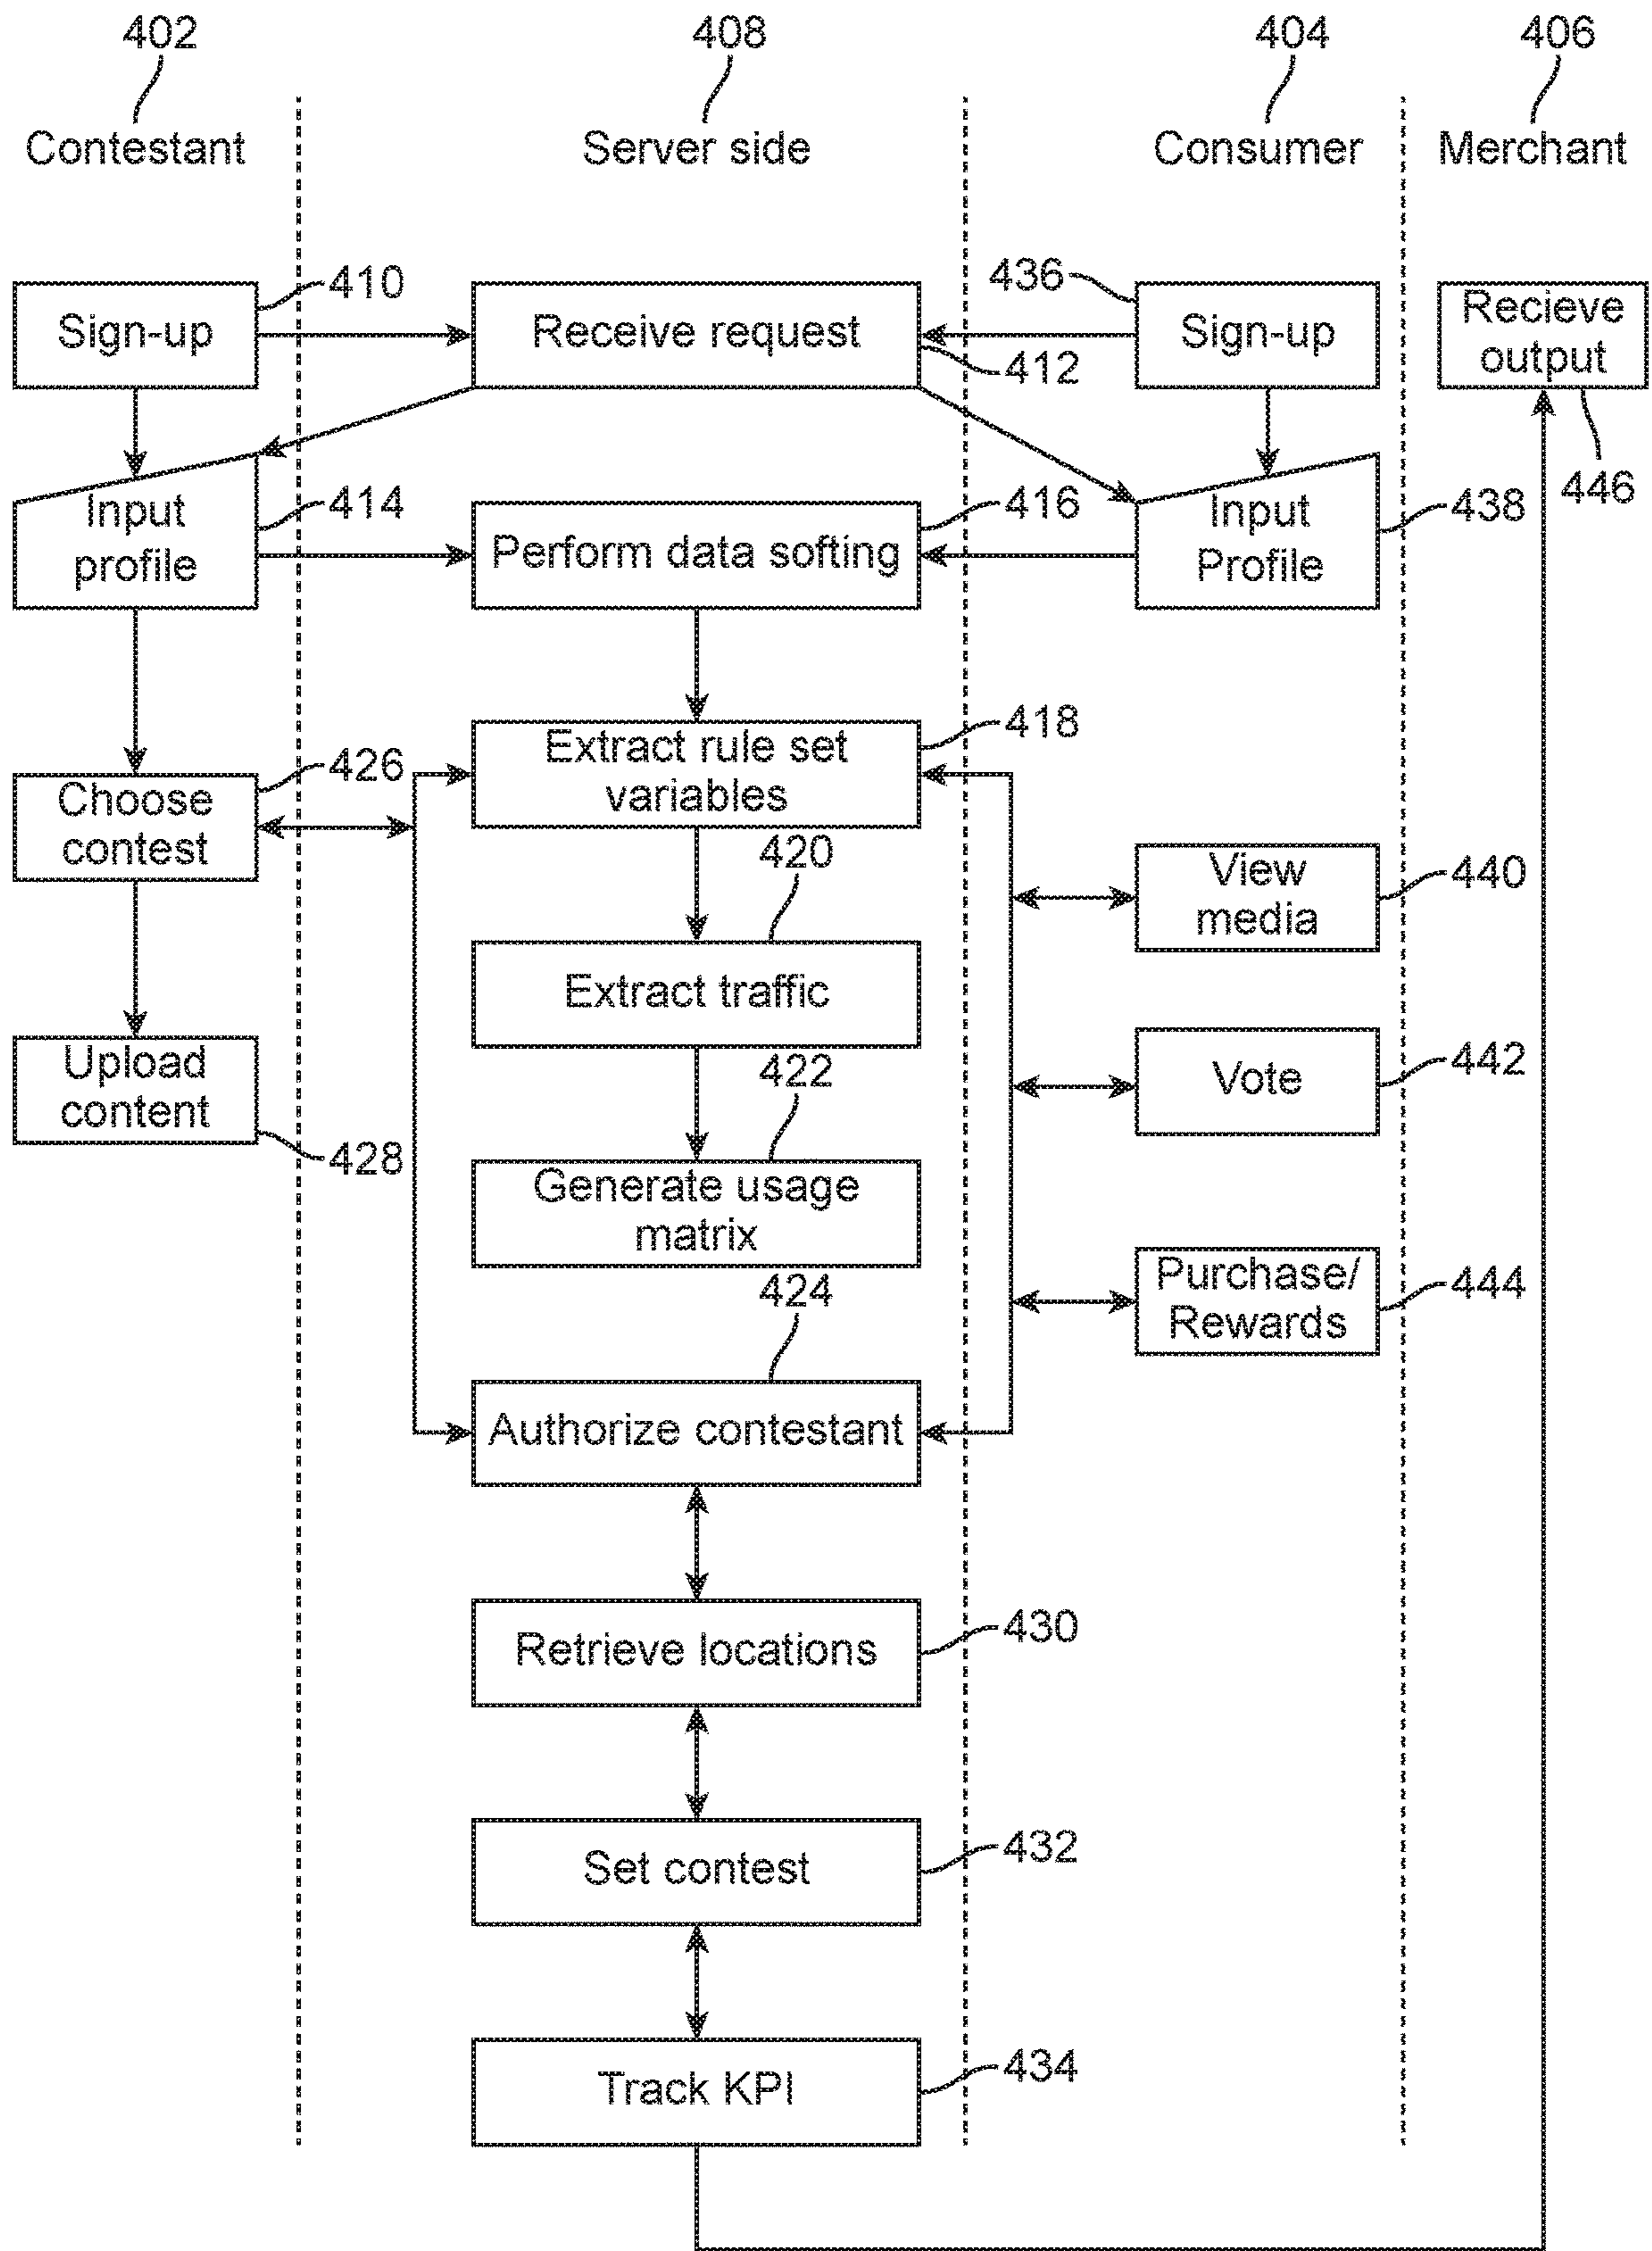 402
408
404
406
Contestant
Server side
Consumer
Merchant
Sign-up
410
Receive request
412
436
Sign-up
Recieve
output
446
Input
profile
414
Perform data softing
416
Input
Profile
438
Extract rule set
variables
418
Choose
contest
426
420
View
media
440
Extract traffic
Upload
content
428
422
Vote
442
Generate usage
matrix
424
Purchase/
Rewards
444
Authorize contestant
Retrieve locations
430
Set contest
432
Track KPI
434